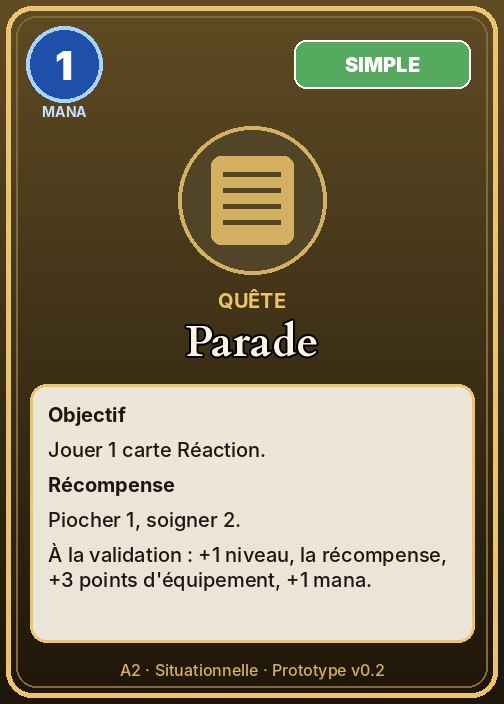 1
MANA
SIMPLE
QUÊTE
Parade
Objectif
Jouer 1 carte Réaction.
Récompense
Piocher 1, soigner 2.
À la validation : +1 niveau, la récompense,
+3 points d'équipement, +1 mana.
A2 · Situationnelle · Prototype v0.2